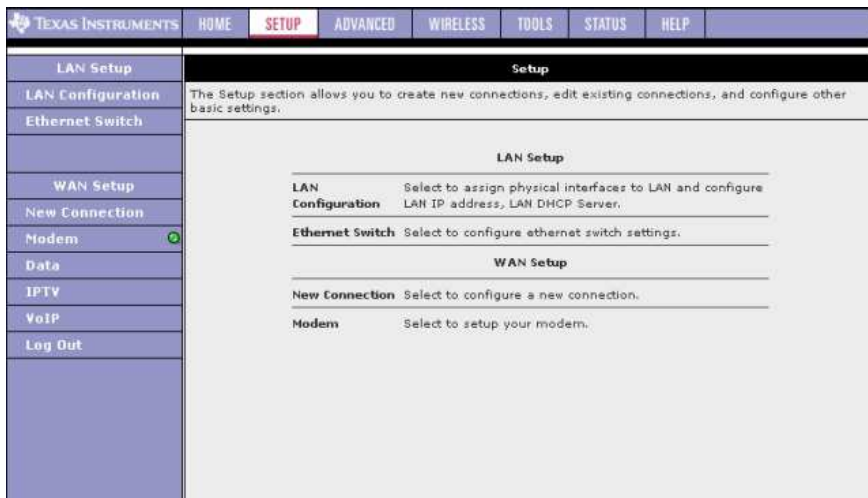 TEXAS INSTRUMENTS
HOME
SETUP
ADVANCED
WIRELESS
TOOLS
STATUS
HELP
LAN Setup
LAN Configuration
Ethernet Switch
WAN Setup
New Connection
Modem
Data
IPTV
VoIP
Log Out
Setup
The Setup section allows you to create new connections, edit existing connections, and configure other
basic settings.
LAN Setup
LAN
Configuration
Select to assign physical interfaces to LAN and configure
LAN IP address, LAN DHCP Server.
Ethernet Switch Select to configure ethernet switch settings.
WAN Setup
New Connection Select to configure a new connection.
Modem Select to setup your modem.